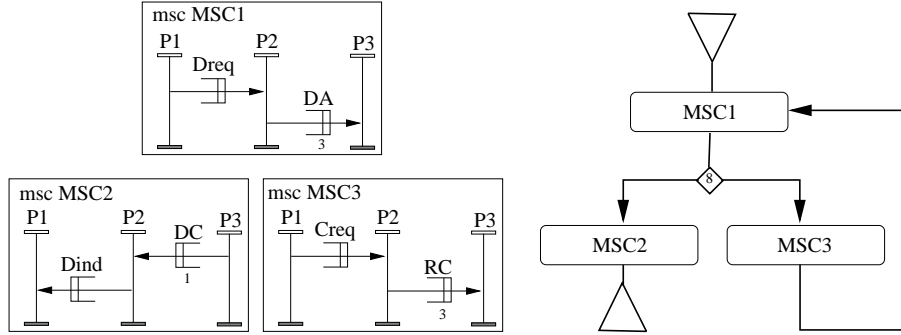 msc MSC1
P1 P2 P3
Dreq
DA
3
msc MSC2
P1 P2 P3
DC
1
Dind
msc MSC3
P1 P2 P3
Creq
RC
3
MSC1
8
MSC2 MSC3